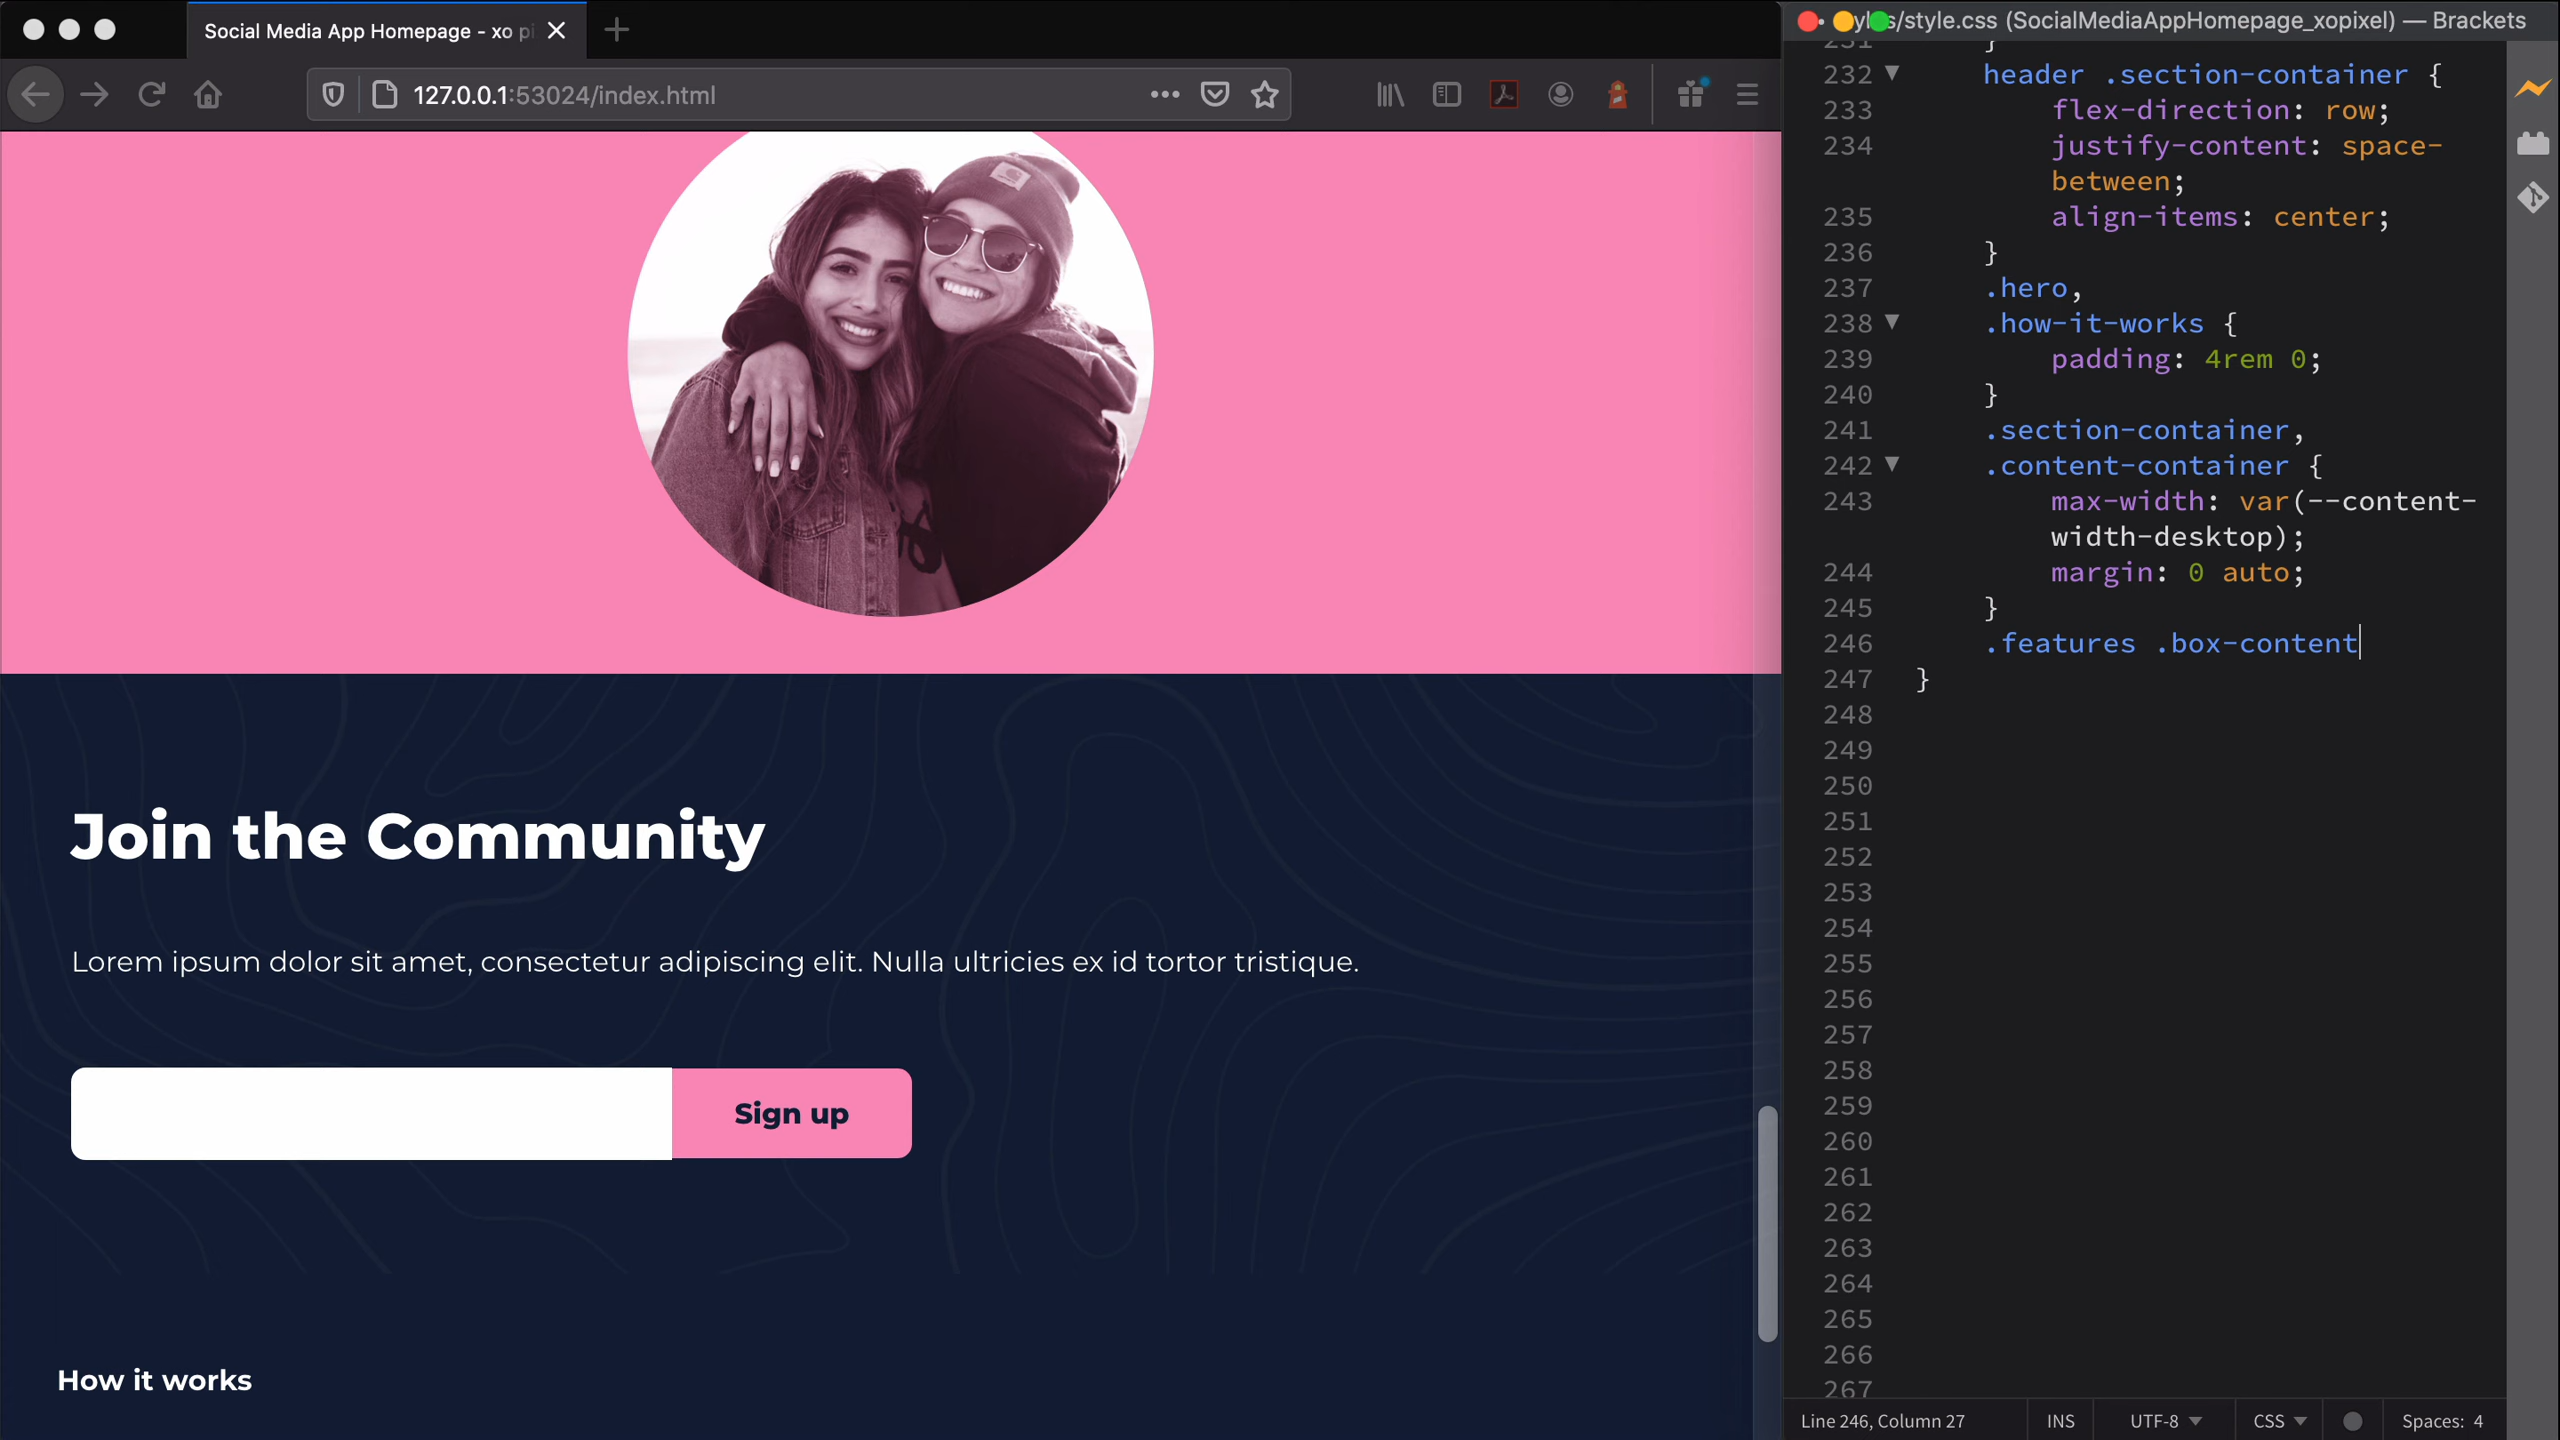 Social Media App Homepage - xo pi
127.0.0.1:53024/index.html
Join the Community
Lorem ipsum dolor sit amet, consectetur adipiscing elit. Nulla ultricies ex id tortor tristique.
Sign up
How it works
/style.css (SocialMediaAppHomepage_xopixel) — Brackets
231 }
232 header .section-container {
233 flex-direction: row;
234 justify-content: space-
between;
235 align-items: center;
236 }
237 .hero,
238 .how-it-works {
239 padding: 4rem 0;
240 }
241 .section-container,
242 .content-container {
243 max-width: var(--content-
width-desktop);
244 margin: 0 auto;
245 }
246 .features .box-content
247 }
248
249
250
251
252
253
254
255
256
257
258
259
260
261
262
263
264
265
266
267
Line 246, Column 27 INS UTF-8 CSS Spaces: 4